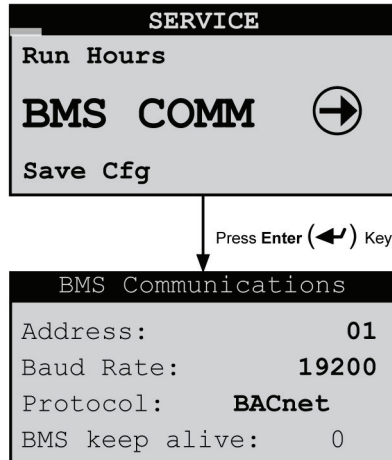 SERVICE
Run Hours
BMS COMM
Save Cfg
Press Enter (↵) Key
BMS Communications
Address: 01
Baud Rate: 19200
Protocol: BACnet
BMS keep alive: 0